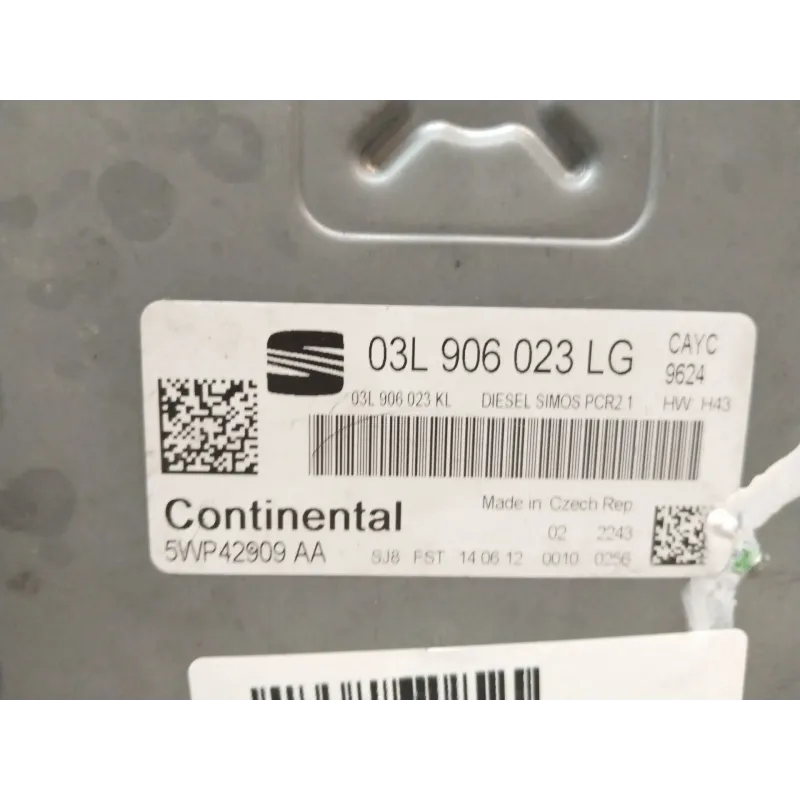 03L 906 023 LG CAYC
9624
03L 906 023 KL DIESEL SIMOS PCR2.1 HW: H43
Continental Made in Czech Rep.
02 2243
5WP42909 AA SJ8 FST 14 06 12 0010 0256